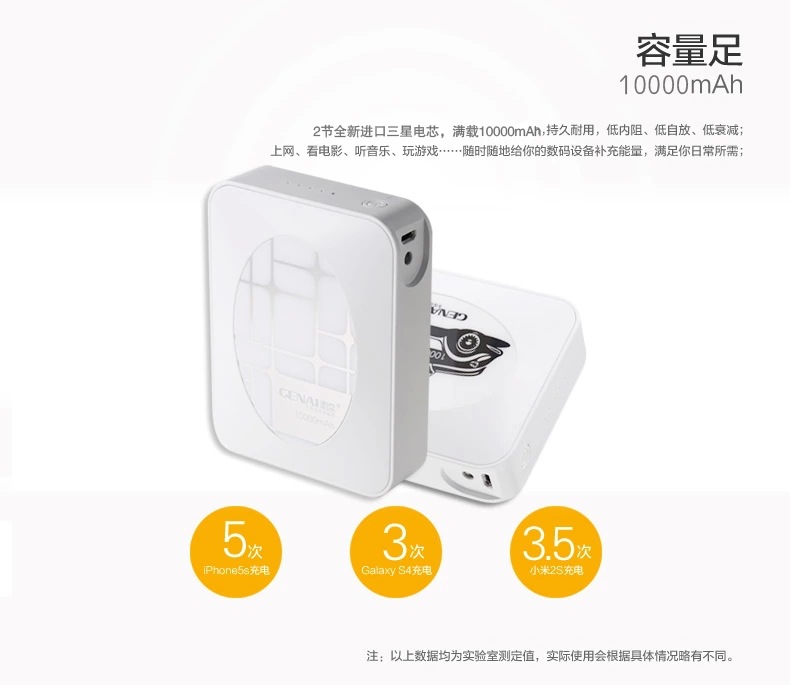 容量足
10000mAh
2节全新进口三星电芯，满载10000mAh,持久耐用，低内阻、低自放、低衰减；
上网、看电影、听音乐、玩游戏……随时随地给你的数码设备补充能量，满足你日常所需；
GENAI
10000mAh
5次
iPhone5s充电
3次
Galaxy S4充电
3.5次
小米2S充电
注：以上数据均为实验室测定值，实际使用会根据具体情况略有不同。